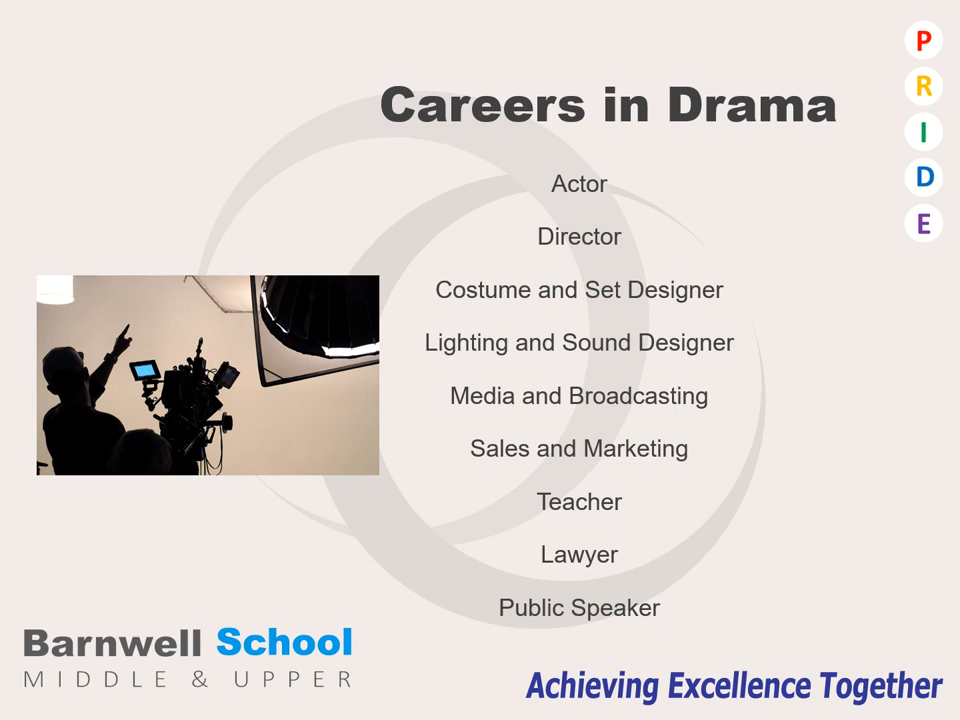 Careers in Drama
P
R
I
D
E
Actor
Director
Costume and Set Designer
Lighting and Sound Designer
Media and Broadcasting
Sales and Marketing
Teacher
Lawyer
Public Speaker
Barnwell School
MIDDLE & UPPER
Achieving Excellence Together